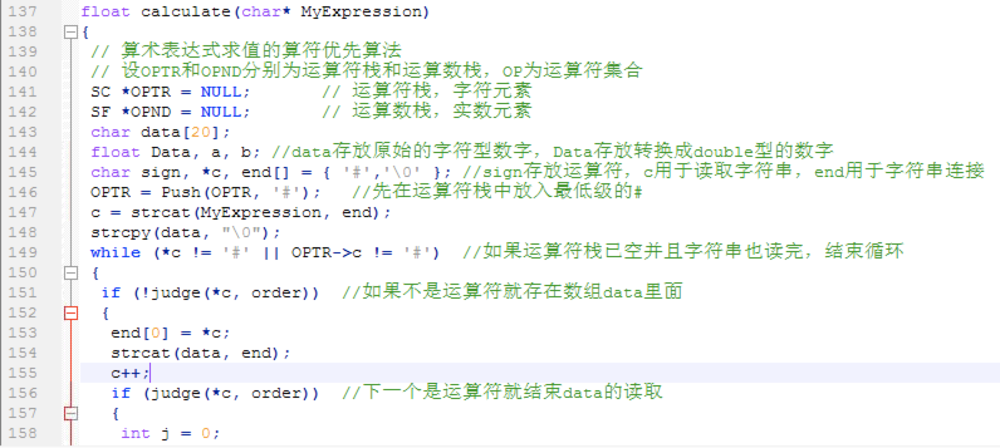 137 float calculate(char* MyExpression)
138 {
139 // 算术表达式求值的算符优先算法
140 // 设OPTR和OPND分别为运算符栈和运算数栈，OP为运算符集合
141 SC *OPTR = NULL; // 运算符栈，字符元素
142 SF *OPND = NULL; // 运算数栈，实数元素
143 char data[20];
144 float Data, a, b; //data存放原始的字符型数字，Data存放转换成double型的数字
145 char sign, *c, end[] = { '#','\0' }; //sign存放运算符，c用于读取字符串，end用于字符串连接
146 OPTR = Push(OPTR, '#'); //先在运算符栈中放入最低级的#
147 c = strcat(MyExpression, end);
148 strcpy(data, "\0");
149 while (*c != '#' || OPTR->c != '#') //如果运算符栈已空并且字符串也读完，结束循环
150 {
151 if (!judge(*c, order)) //如果不是运算符就存在数组data里面
152 {
153 end[0] = *c;
154 strcat(data, end);
155 c++;
156 if (judge(*c, order)) //下一个是运算符就结束data的读取
157 {
158 int j = 0;